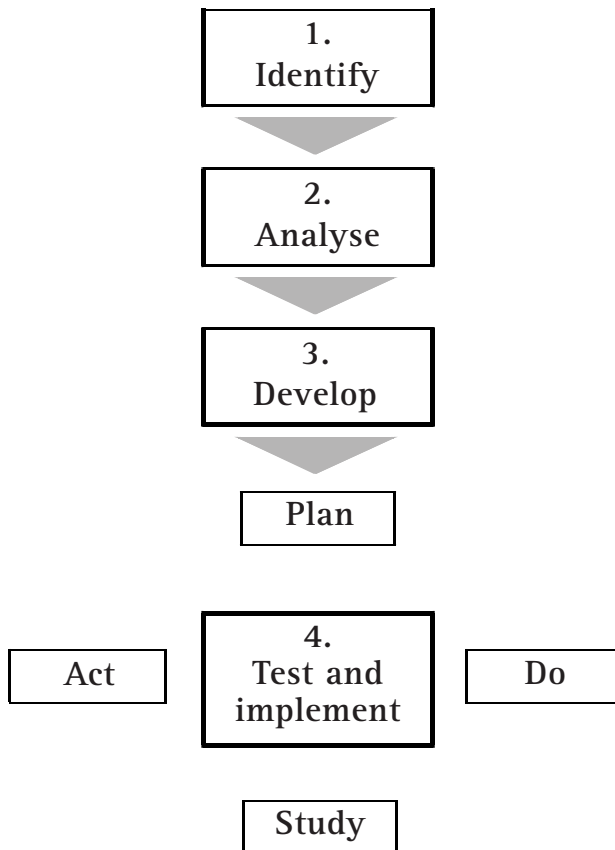 1.
Identify
2.
Analyse
3.
Develop
Plan
4.
Test and
implement
Act
Do
Study